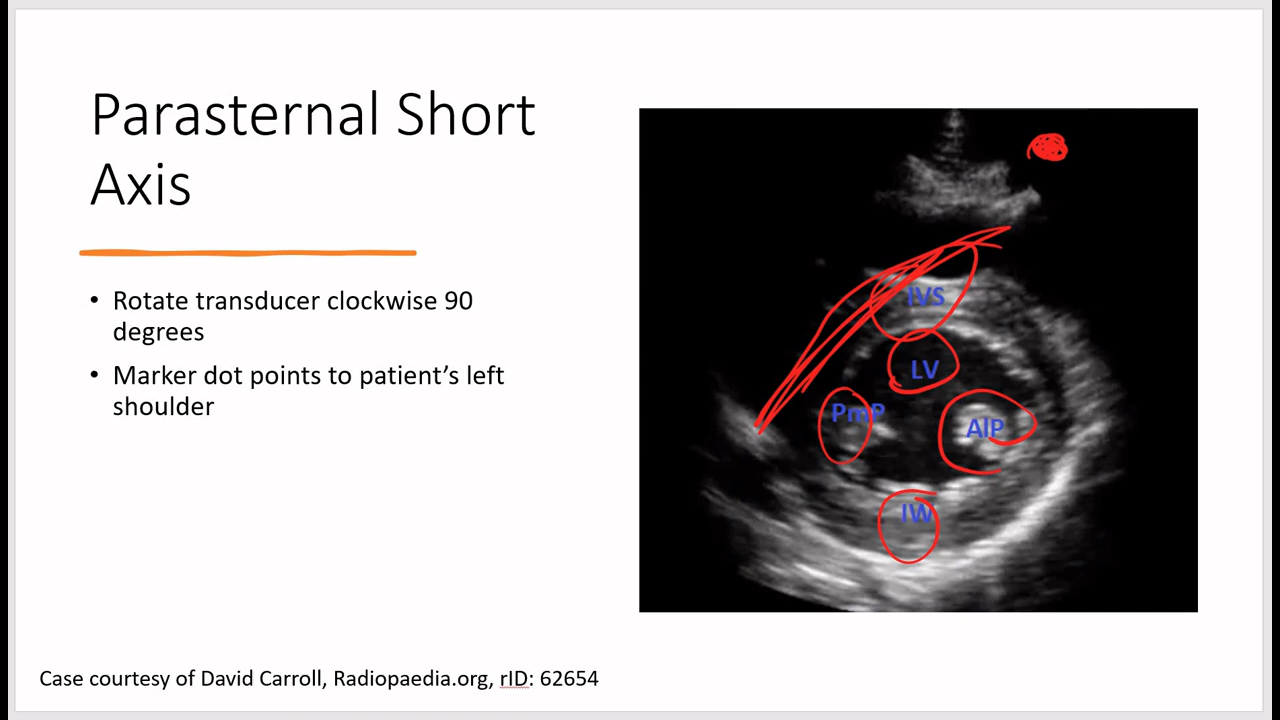 Parasternal Short
Axis
• Rotate transducer clockwise 90
degrees
• Marker dot points to patient’s left
shoulder
IVS
LV
PmP
AlP
IW
Case courtesy of David Carroll, Radiopaedia.org, rID: 62654